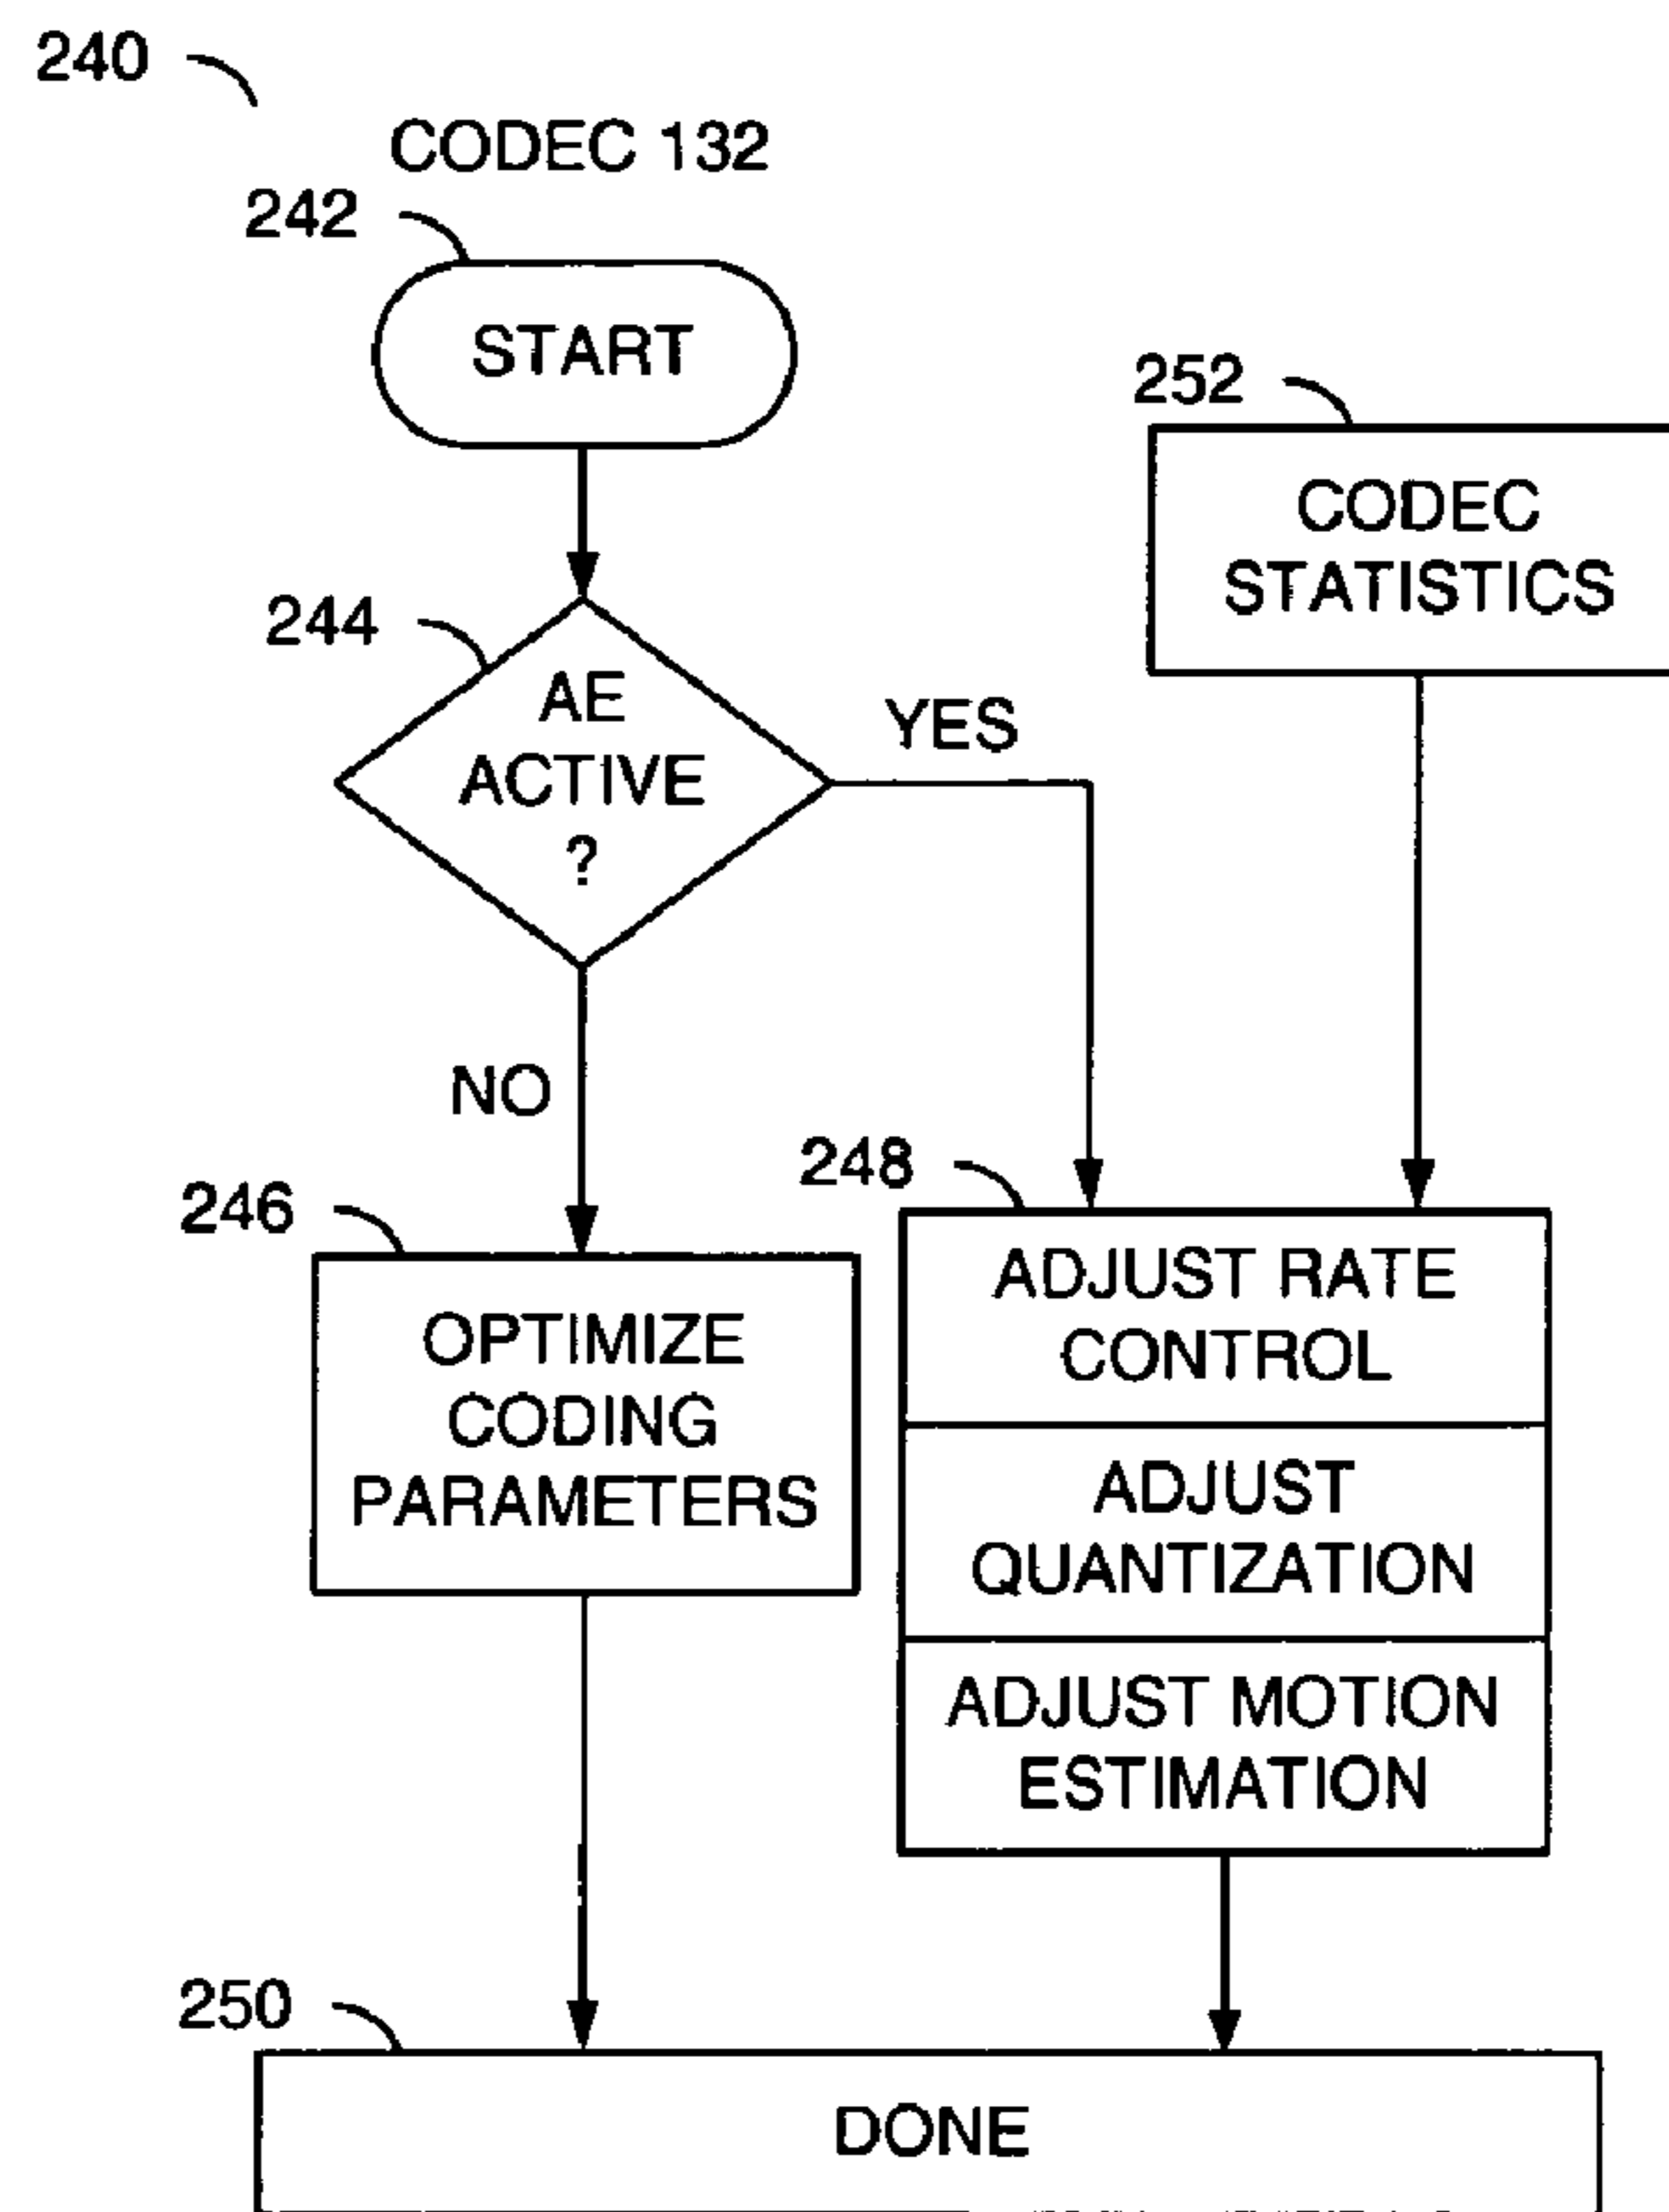 240
CODEC 132
242
START
252
CODEC
STATISTICS
244
AE
ACTIVE
?
YES
NO
248
246
ADJUST RATE
CONTROL
OPTIMIZE
CODING
PARAMETERS
ADJUST
QUANTIZATION
ADJUST MOTION
ESTIMATION
250
DONE